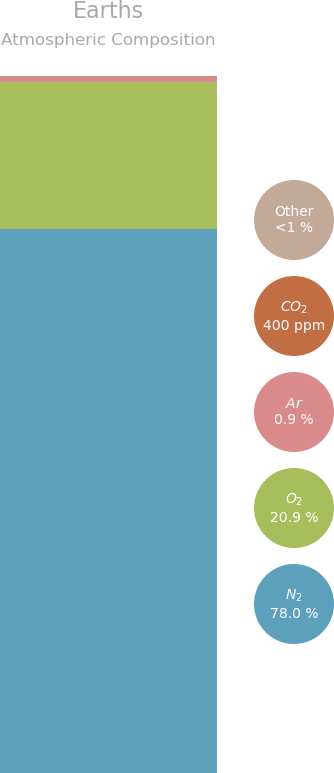 Earths
Atmospheric Composition
Other
<1 %
CO₂
400 ppm
Ar
0.9 %
O₂
20.9 %
N₂
78.0 %